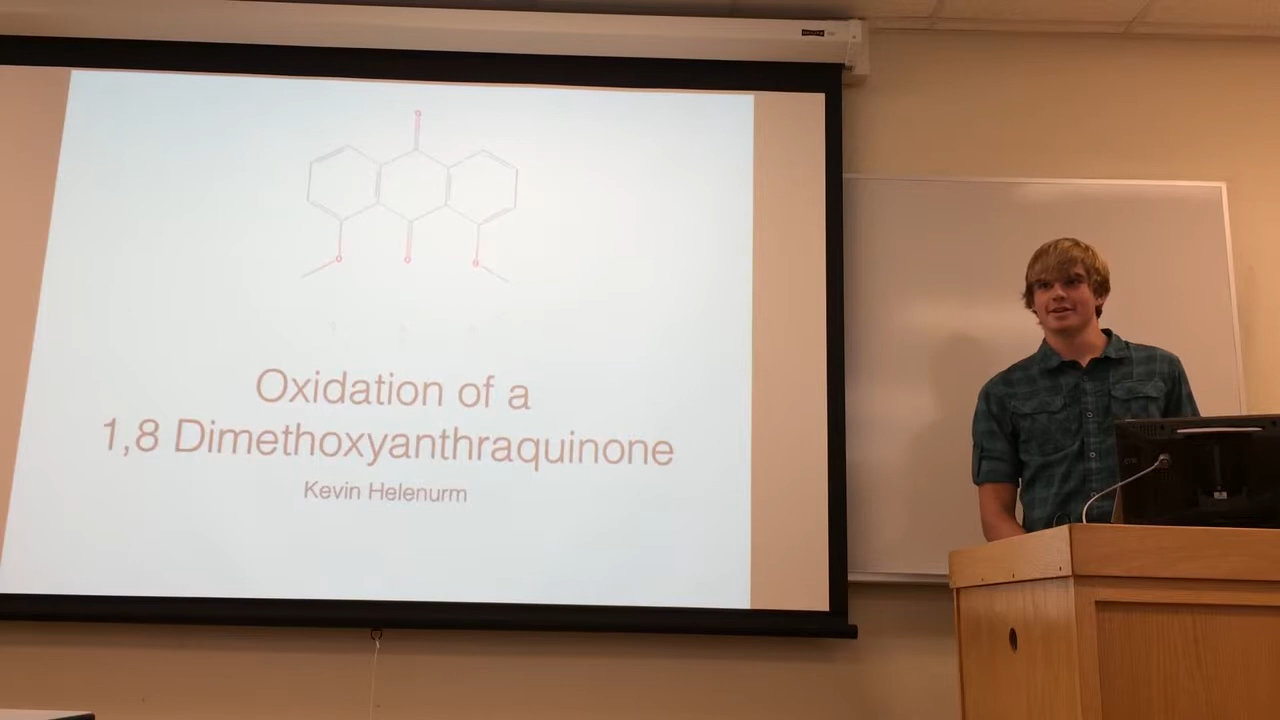 Oxidation of a
1,8 Dimethoxyanthraquinone
Kevin Helenurm